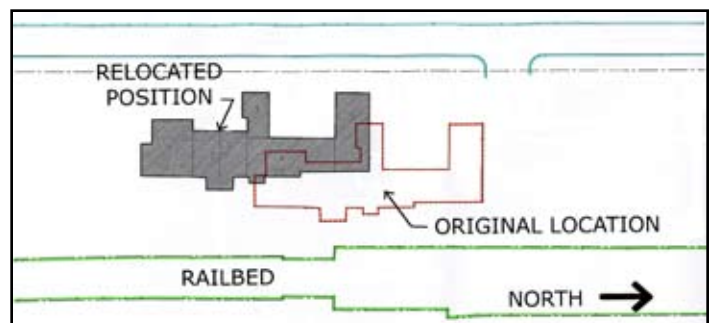 RELOCATED
POSITION
ORIGINAL LOCATION
RAILBED
NORTH